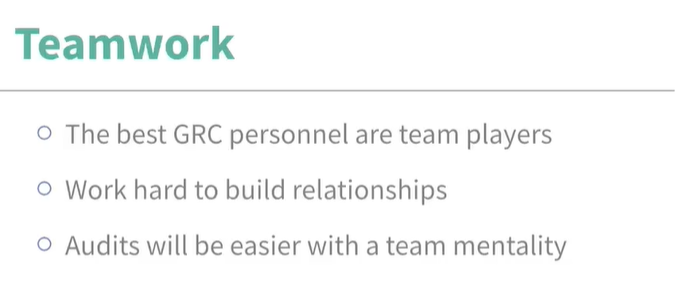 Teamwork
The best GRC personnel are team players
Work hard to build relationships
Audits will be easier with a team mentality